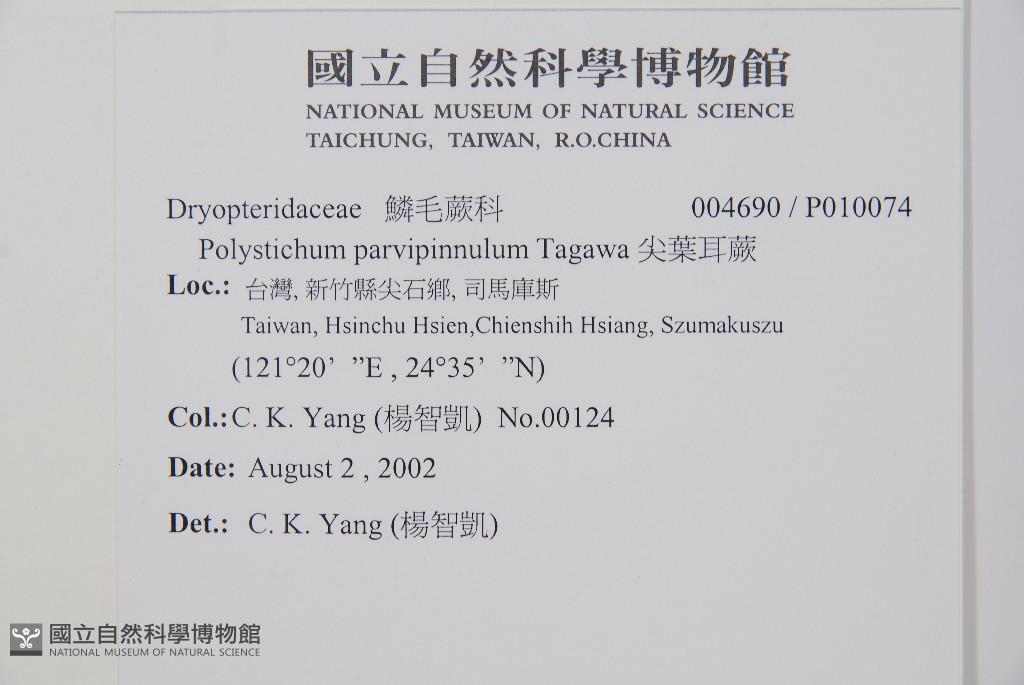 國立自然科學博物館
NATIONAL MUSEUM OF NATURAL SCIENCE
TAICHUNG, TAIWAN, R.O.CHINA
Dryopteridaceae 鱗毛蕨科 004690 / P010074
Polystichum parvipinnulum Tagawa 尖葉耳蕨
Loc.: 台灣, 新竹縣尖石鄉, 司馬庫斯
Taiwan, Hsinchu Hsien,Chienshih Hsiang, Szumakuszu
(121°20’ ”E , 24°35’ ”N)
Col.: C. K. Yang (楊智凱) No.00124
Date: August 2 , 2002
Det.: C. K. Yang (楊智凱)
國立自然科學博物館
NATIONAL MUSEUM OF NATURAL SCIENCE